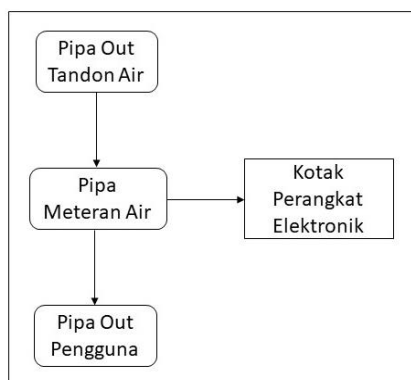 Pipa Out
Tandon Air
Pipa
Meteran Air
Kotak
Perangkat
Elektronik
Pipa Out
Pengguna